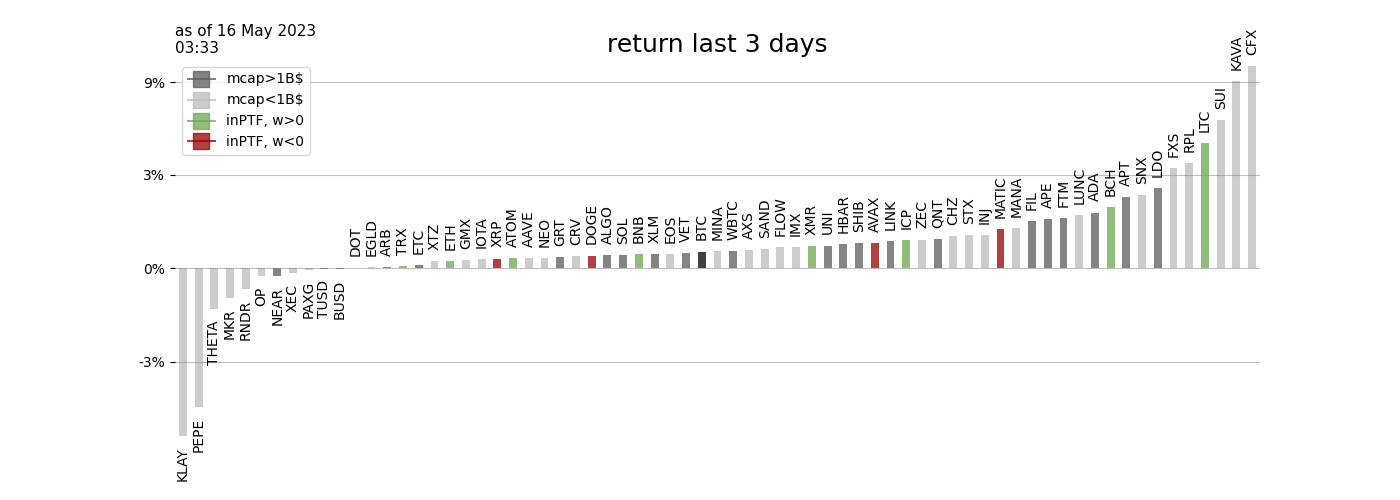 as of 16 May 2023
03:33
return last 3 days
mcap>1B$
mcap<1B$
inPTF, w>0
inPTF, w<0
9%
3%
0%
-3%
KLAY
PEPE
THETA
MKR
RNDR
OP
NEAR
XEC
PAXG
TUSD
BUSD
DOT
EGLD
ARB
TRX
ETC
XTZ
ETH
GMX
IOTA
XRP
ATOM
AAVE
NEO
GRT
CRV
DOGE
ALGO
SOL
BNB
XLM
EOS
VET
BTC
MINA
WBTC
AXS
SAND
FLOW
IMX
XMR
UNI
HBAR
SHIB
AVAX
LINK
ICP
ZEC
QNT
CHZ
STX
INJ
MATIC
MANA
FIL
APE
FTM
LUNC
ADA
BCH
APT
SNX
LDO
FXS
RPL
LTC
SUI
KAVA
CFX